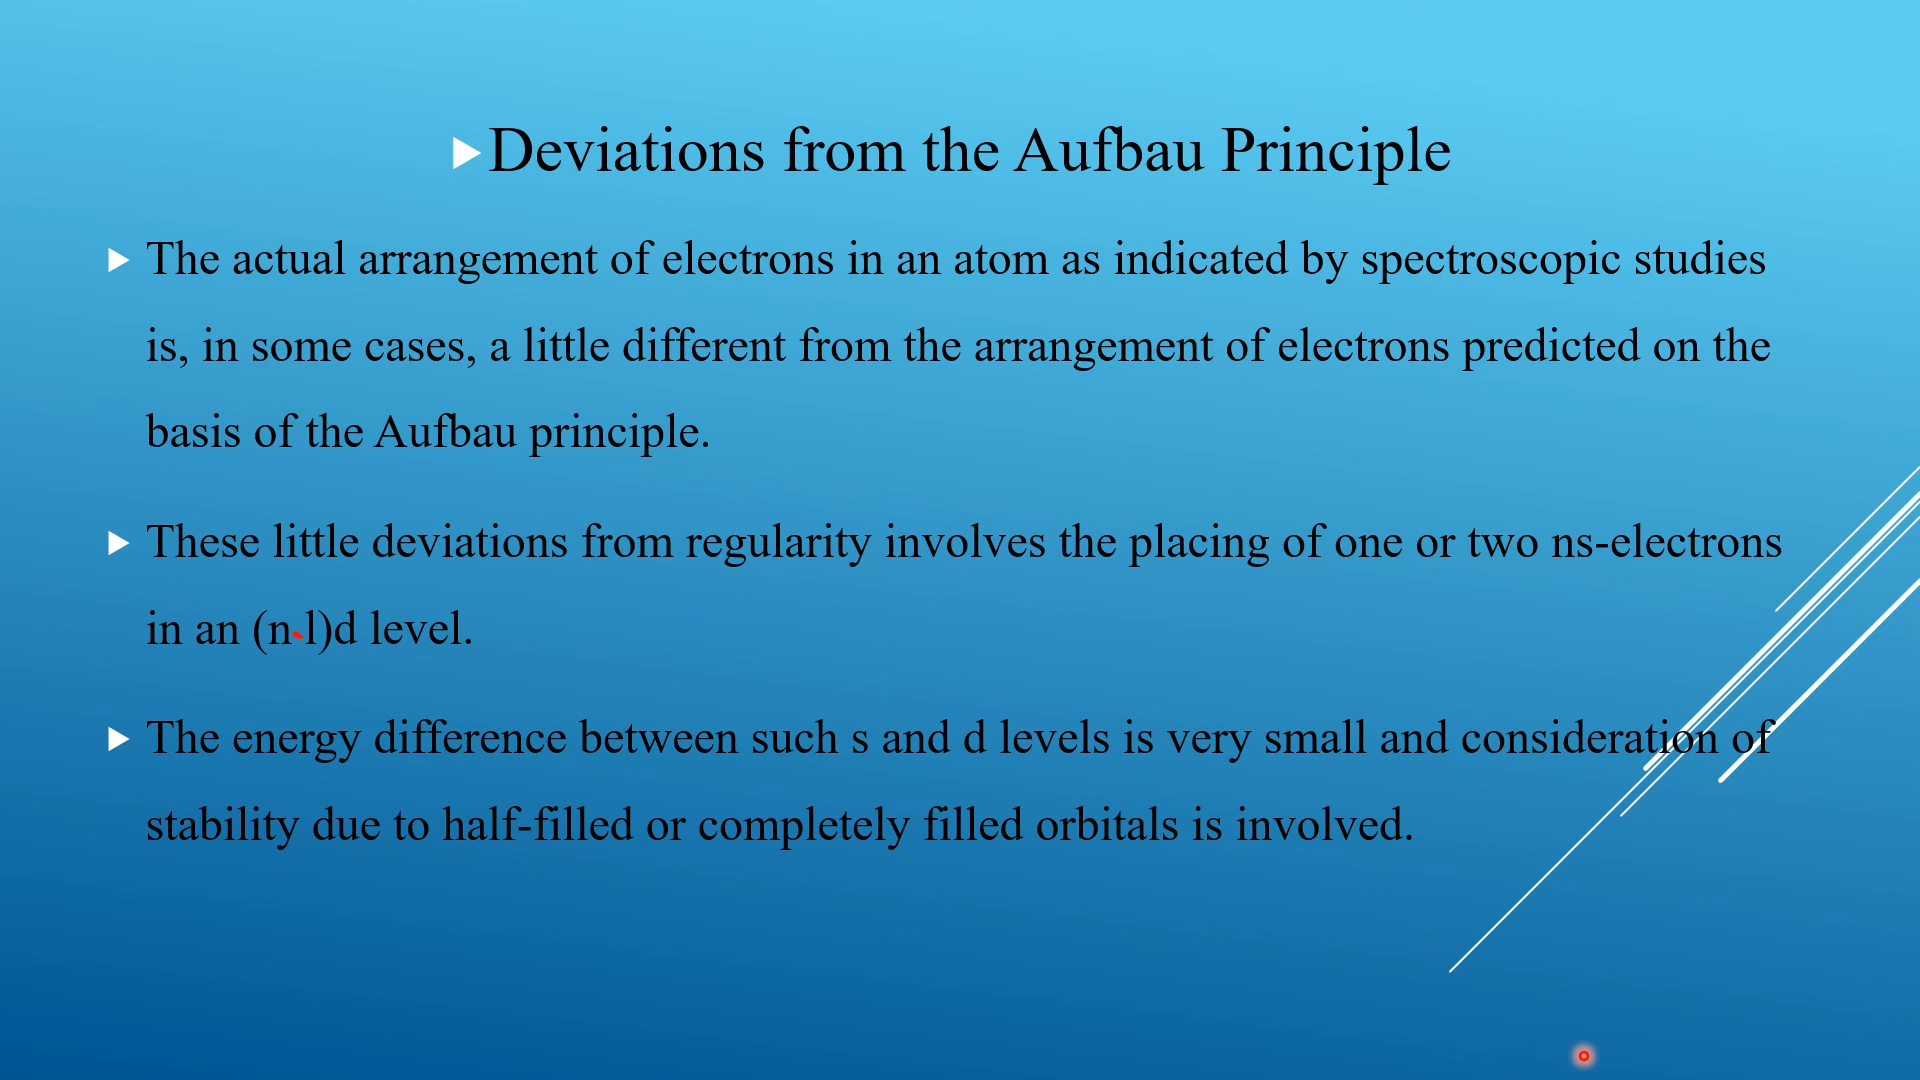 Deviations from the Aufbau Principle
The actual arrangement of electrons in an atom as indicated by spectroscopic studies
is, in some cases, a little different from the arrangement of electrons predicted on the
basis of the Aufbau principle.
These little deviations from regularity involves the placing of one or two ns-electrons
in an (n-l)d level.
The energy difference between such s and d levels is very small and consideration of
stability due to half-filled or completely filled orbitals is involved.